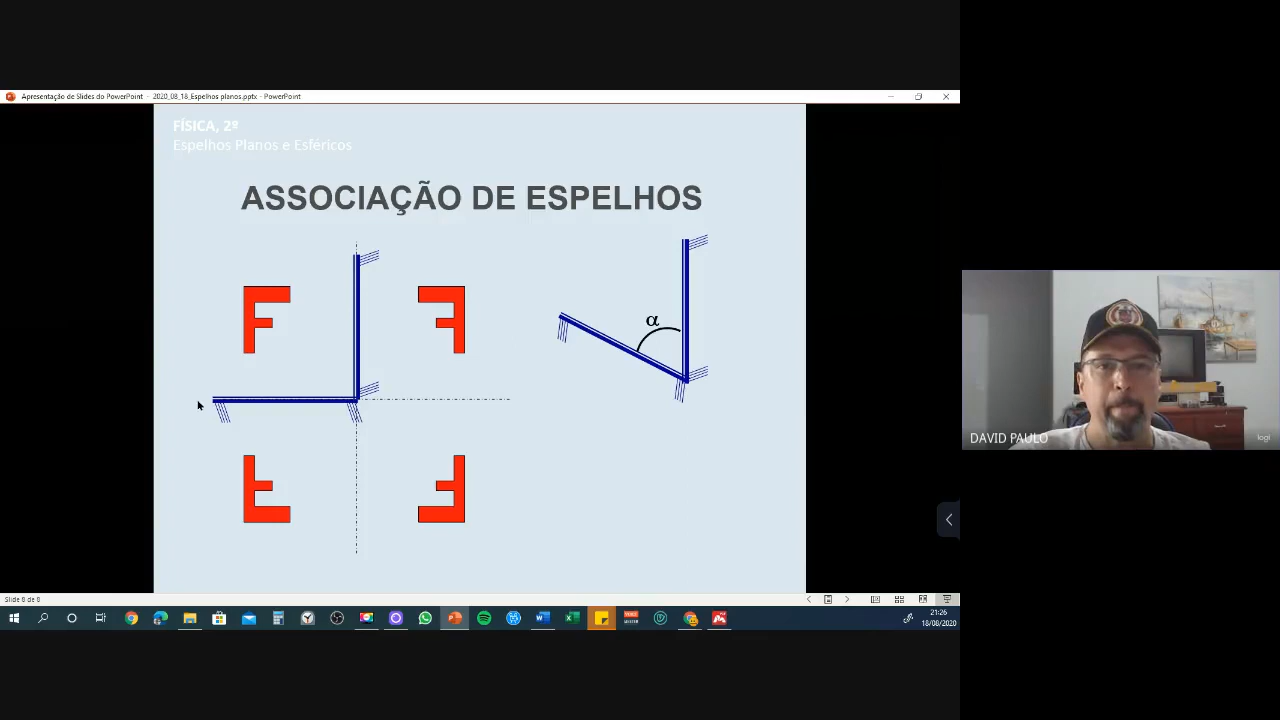 Apresentação de Slides do PowerPoint - 2020_08_18_Espelhos planos.pptx - PowerPoint
FÍSICA, 2º
Espelhos Planos e Esféricos
ASSOCIAÇÃO DE ESPELHOS
F
α
DAVID PAULO
logi
Slide 8 de 8
21:26
18/08/2020